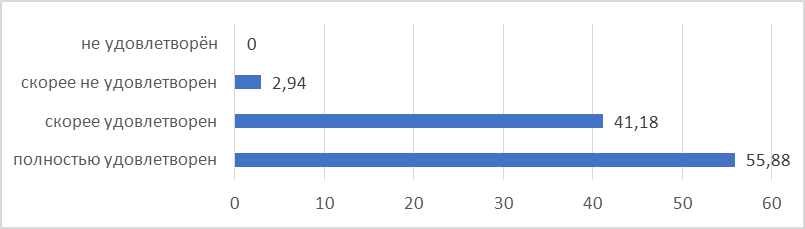 не удовлетворён 0
скорее не удовлетворен 2,94
скорее удовлетворен 41,18
полностью удовлетворен 55,88
0 10 20 30 40 50 60